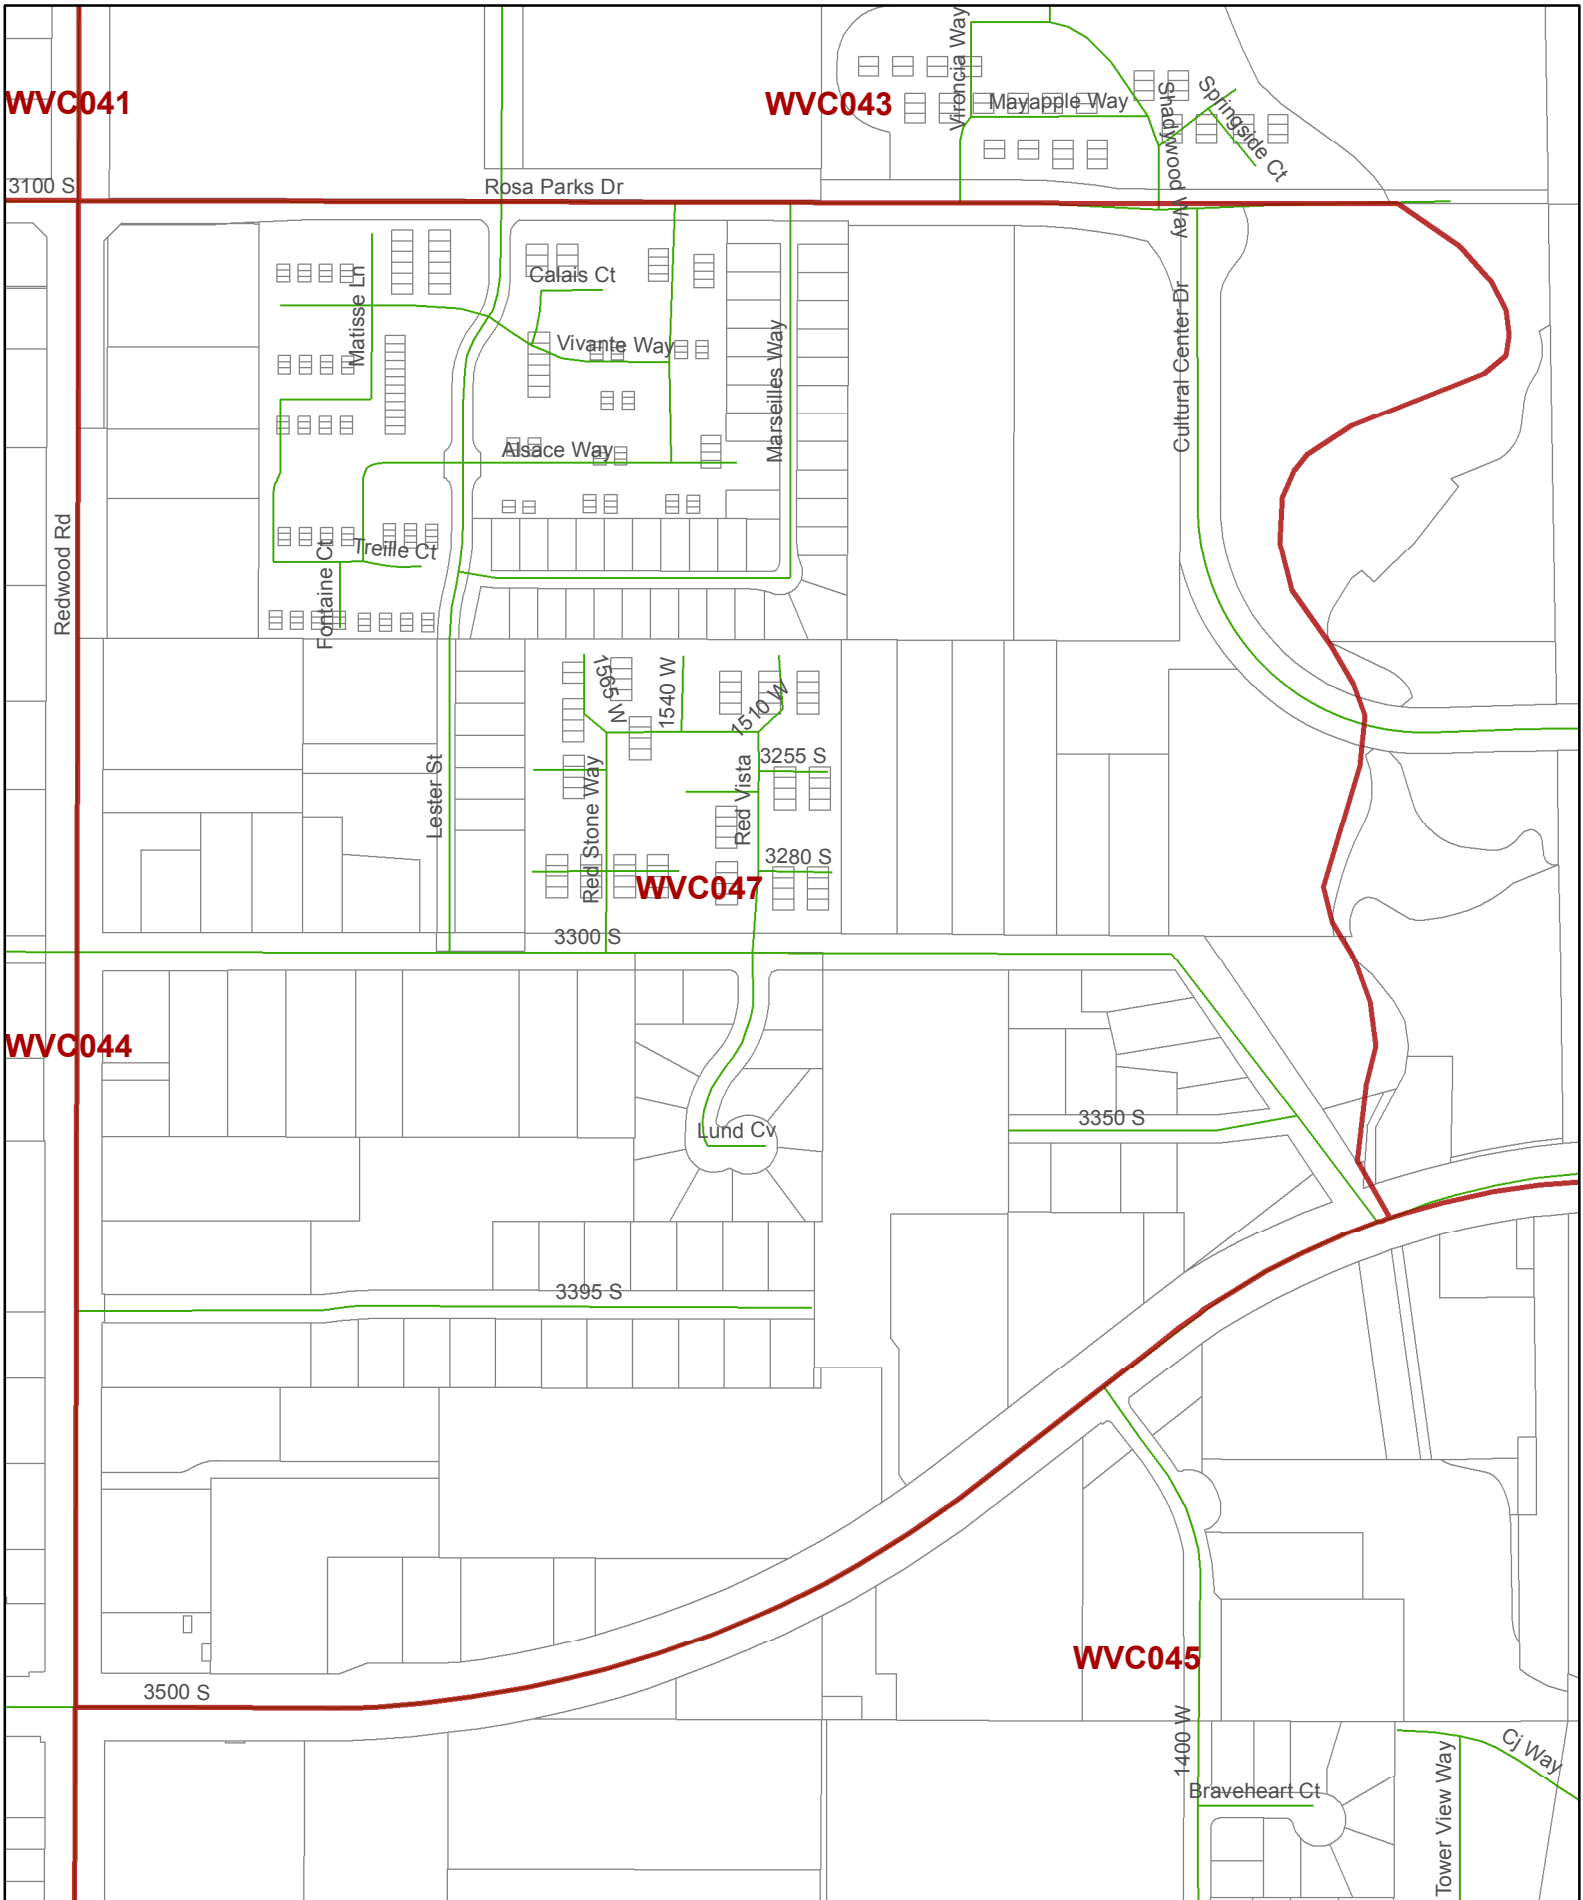 Vironcia Way
WVC041
WVC043
Mayapple Way
Shadywood Way
Springside Ct
3100 S
Rosa Parks Dr
Matisse Ln
Calais Ct
Vivante Way
Marseilles Way
Cultural Center Dr
Alsace Way
Redwood Rd
Treille Ct
Fontaine Ct
1565 W
1540 W
1510 W
3255 S
Lester St
Red Stone Way
Red Vista
3280 S
WVC047
3300 S
WVC044
3350 S
Lund Cv
3395 S
WVC045
3500 S
1400 W
Cj Way
Braveheart Ct
Tower View Way